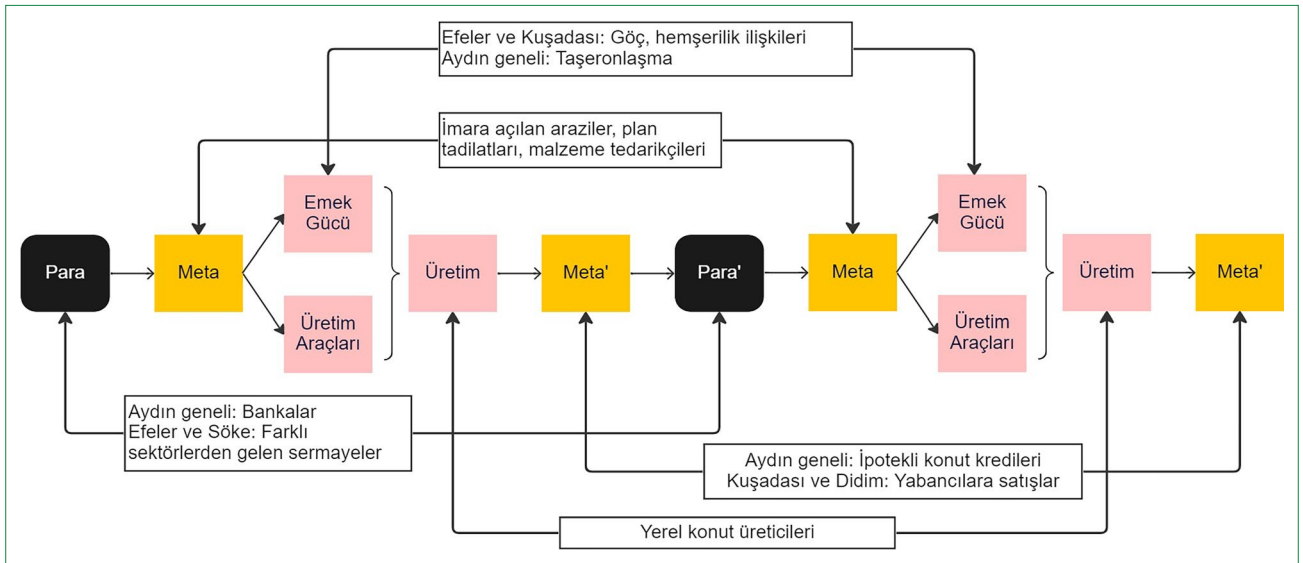 Efeler ve Kuşadası: Göç, hemşerilik ilişkileri
Aydın geneli: Taşeronlaşma
İmara açılan araziler, plan
tadilatları, malzeme tedarikçileri
Para
Meta
Emek
Gücü
Üretim
Araçları
Üretim
Meta'
Para'
Meta
Emek
Gücü
Üretim
Araçları
Üretim
Meta'
Aydın geneli: Bankalar
Efeler ve Söke: Farklı
sektörlerden gelen sermayeler
Aydın geneli: İpotekli konut kredileri
Kuşadası ve Didim: Yabancılara satışlar
Yerel konut üreticileri